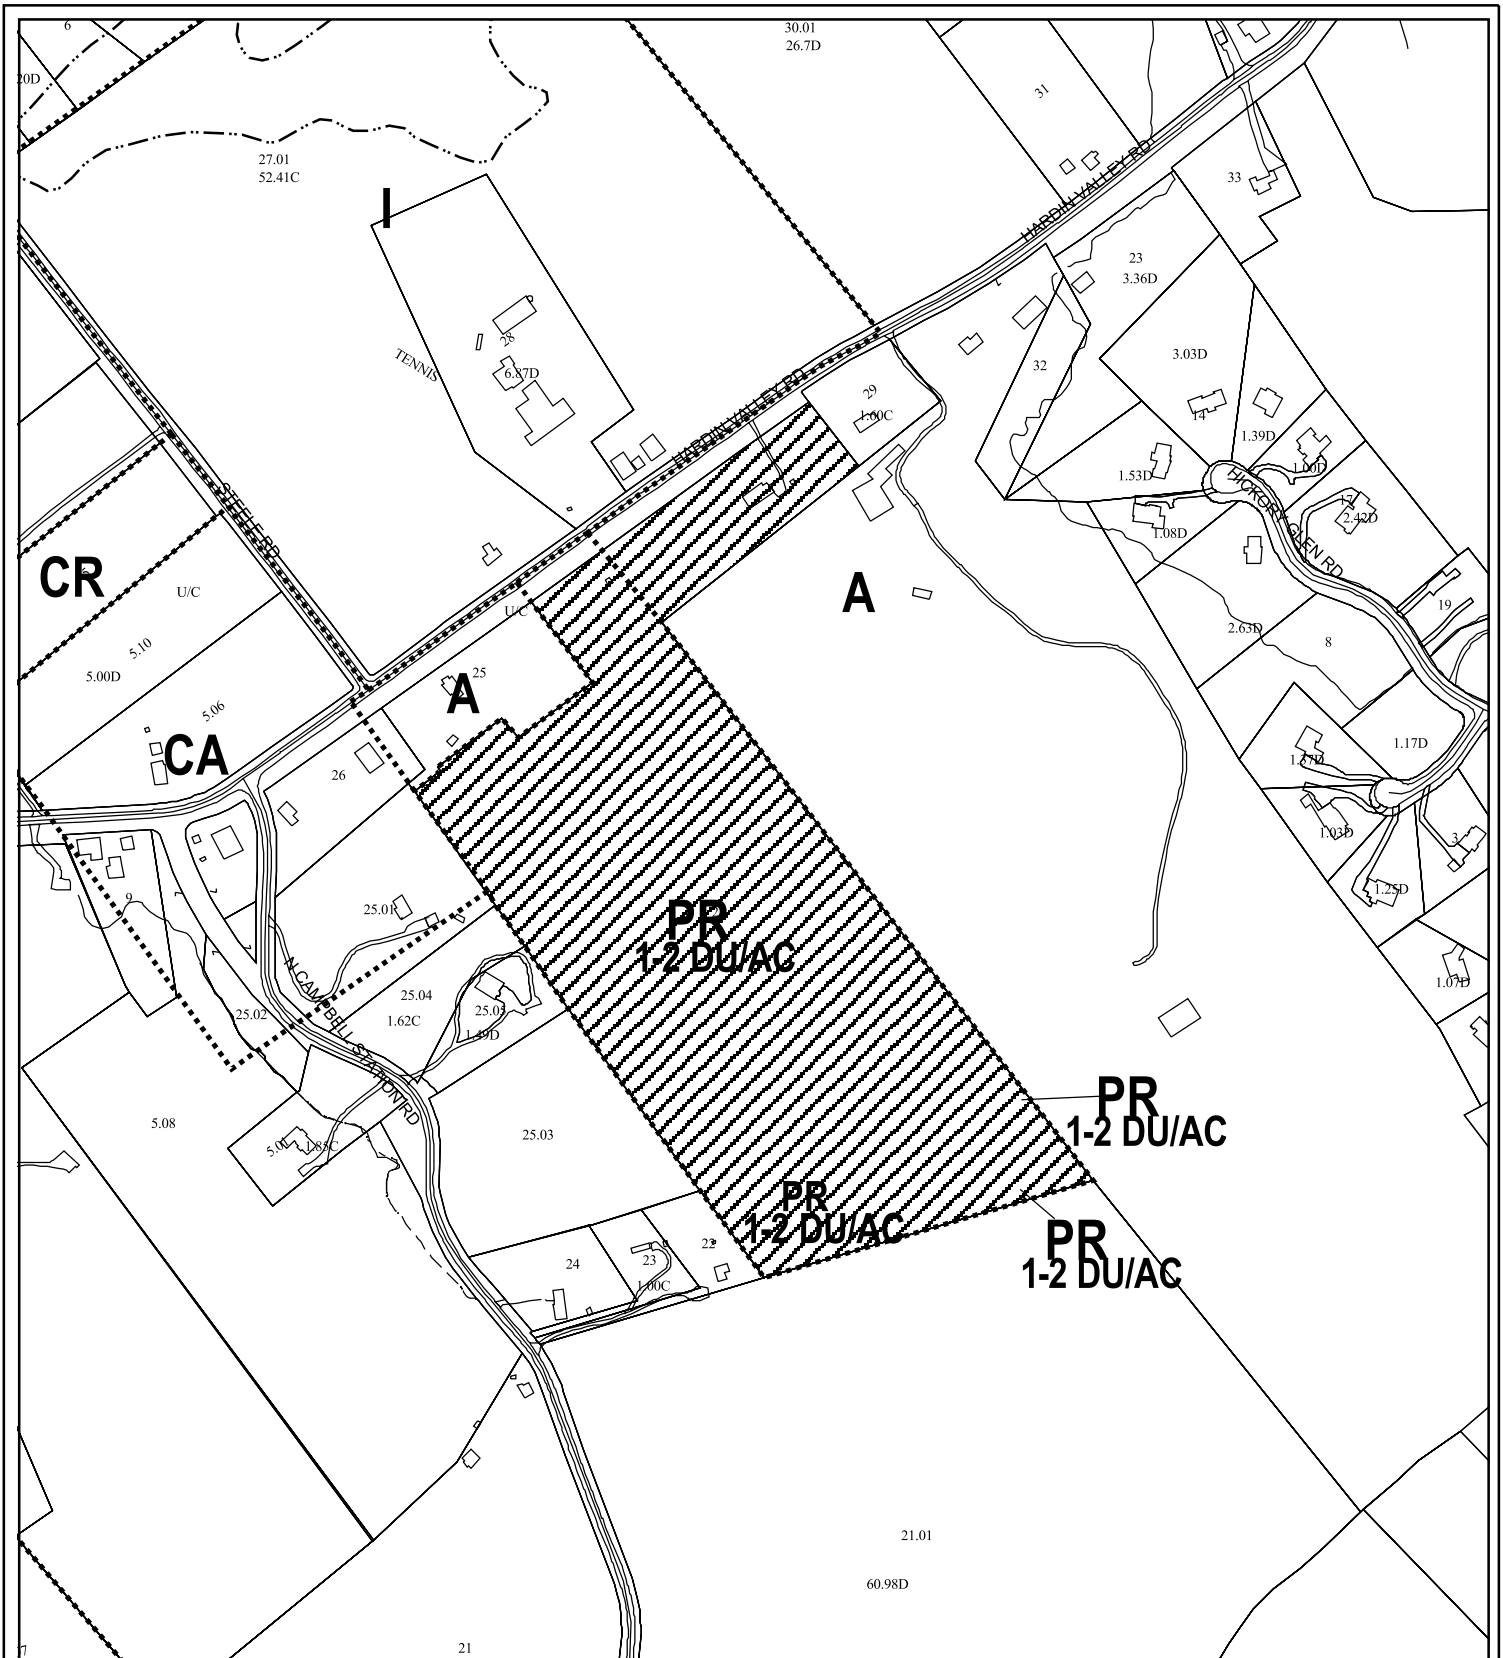 6
30.01
26.7D
20D
31
27.01
52.41C
HARDIN VALLEY RD
33
I
23
3.36D
28
TENNIS
6.87D
3.03D
32
29
1.00C
HARDIN VALLEY RD
14
1.39D
1.00D
1.53D
HICKORY GLEN RD
17
2.42D
1.08D
STEELE RD
CR
U/C
A
U/C
19
2.63D
8
5.10
5.00D
25
A
5.06
CA
1.17D
1.37D
26
1.03D
3
1.25D
9
25.01
PR
1-2 DU/AC
1.07D
N CAMPBELL STATION RD
25.04
1.62C
25.05
1.49D
25.02
PR
1-2 DU/AC
5.08
25.03
1.85C
PR
1-2 DU/AC
PR
1-2 DU/AC
22
24
23
1.00C
21.01
60.98D
21